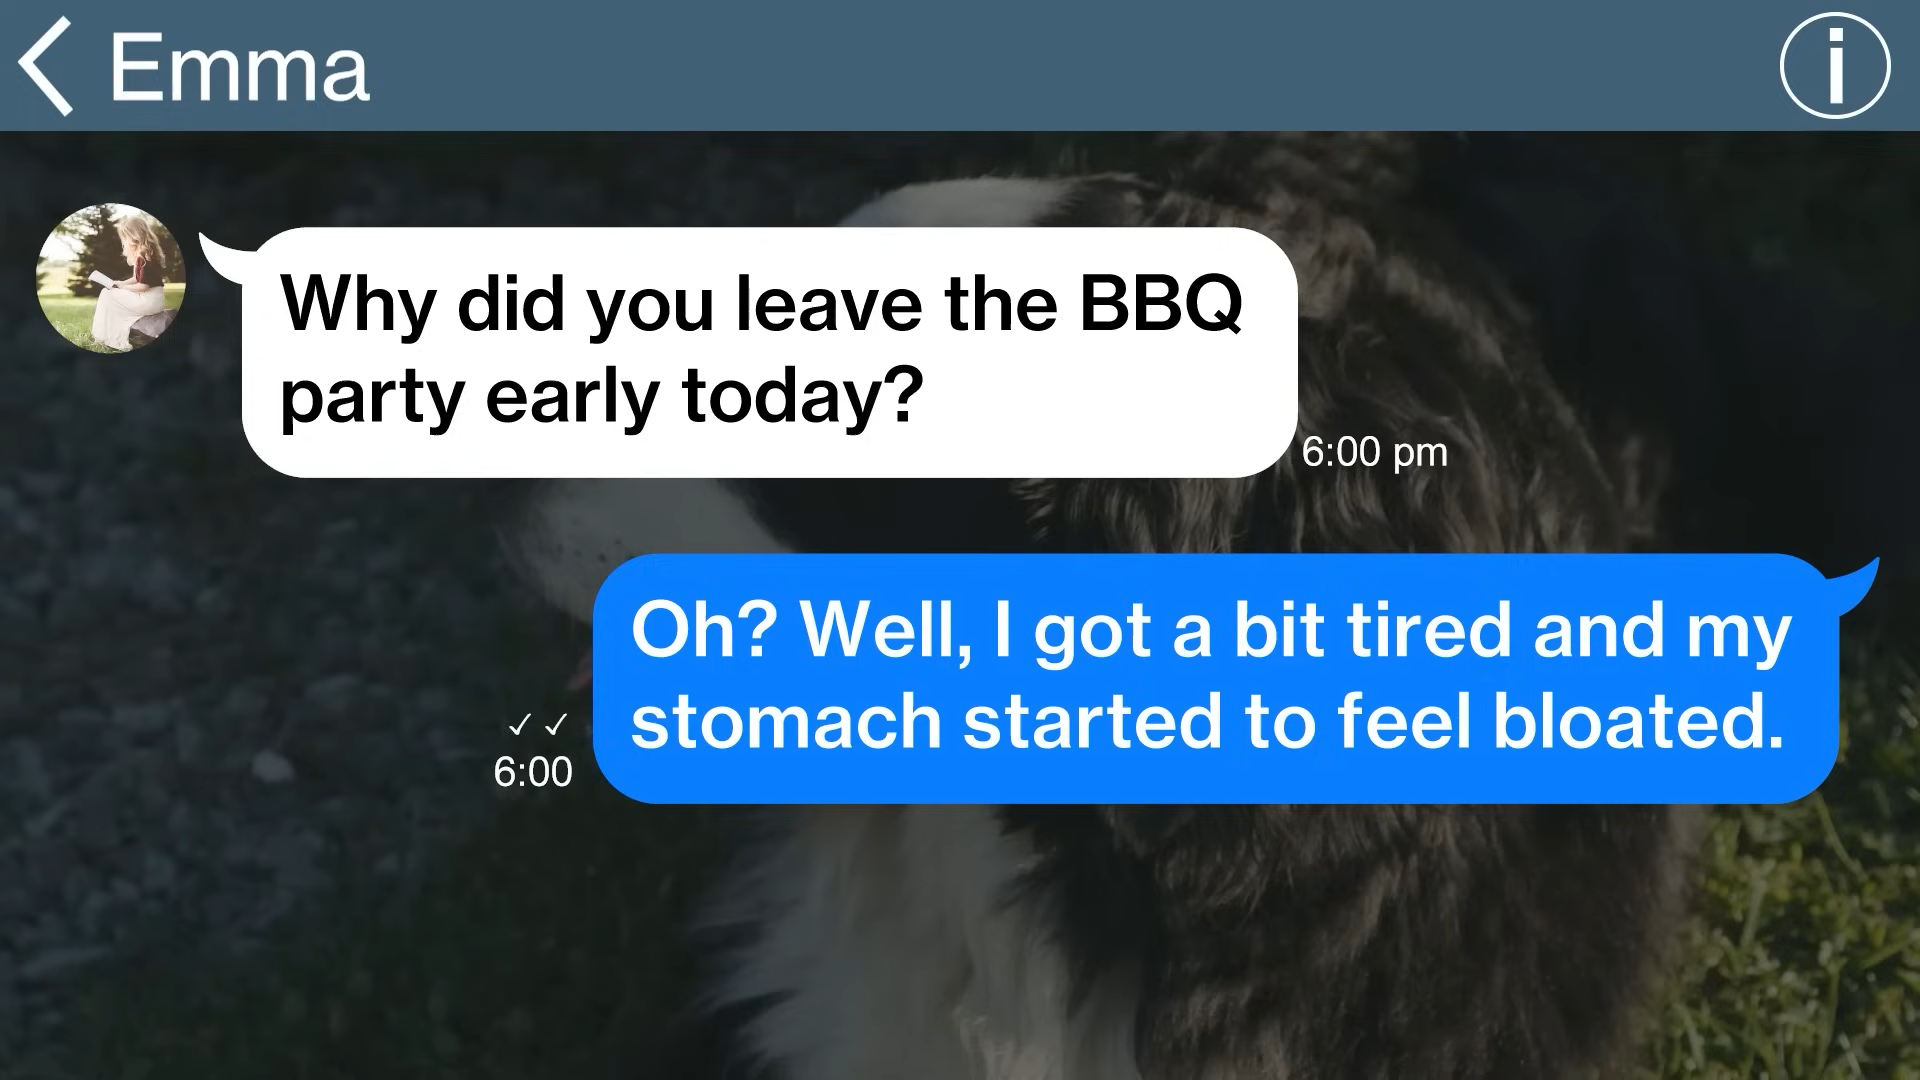 Emma
i
Why did you leave the BBQ
party early today?
6:00 pm
Oh? Well, I got a bit tired and my
stomach started to feel bloated.
✓ ✓
6:00